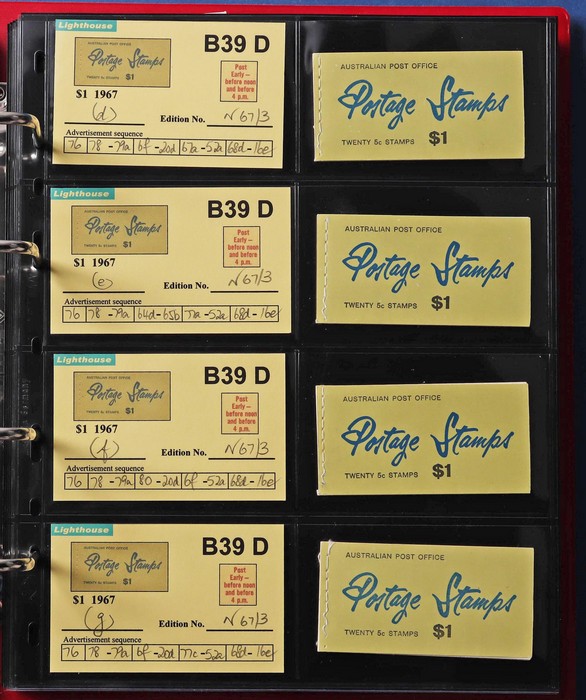 Lighthouse
AUSTRALIAN POST OFFICE
Postage Stamps
TWENTY 5c STAMPS $1
B39 D
Post
Early —
before noon
and before
4 p.m.
$1 1967
(d)
Edition No. N67/3
Advertisement sequence
76 78 -79a 6f -20d 67a -52a 68d -16e
AUSTRALIAN POST OFFICE
Postage Stamps
TWENTY 5c STAMPS $1
Lighthouse
AUSTRALIAN POST OFFICE
Postage Stamps
TWENTY 5c STAMPS $1
B39 D
Post
Early —
before noon
and before
4 p.m.
$1 1967
(e)
Edition No. N67/3
Advertisement sequence
76 78 -79a 64d -65b 77a -52a 68d -16e
AUSTRALIAN POST OFFICE
Postage Stamps
TWENTY 5c STAMPS $1
Lighthouse
AUSTRALIAN POST OFFICE
Postage Stamps
TWENTY 5c STAMPS $1
B39 D
Post
Early —
before noon
and before
4 p.m.
$1 1967
(f)
Edition No. N67/3
Advertisement sequence
76 78 -79a 80 -20d 6f -52a 68d -16e
AUSTRALIAN POST OFFICE
Postage Stamps
TWENTY 5c STAMPS $1
Lighthouse
AUSTRALIAN POST OFFICE
Postage Stamps
TWENTY 5c STAMPS $1
B39 D
Post
Early —
before noon
and before
4 p.m.
$1 1967
(g)
Edition No. N67/3
Advertisement sequence
76 78 -79a 6f -20d 77c -52a 68d -16e
AUSTRALIAN POST OFFICE
Postage Stamps
TWENTY 5c STAMPS $1